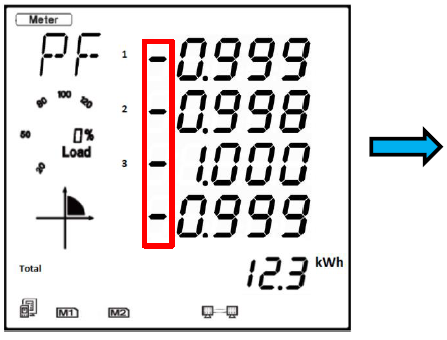 Meter
PF
1 -0.999
80 100 120
2 -0.998
50 0%
Load
3 -1.000
-0.999
Total
12.3 kWh
M1 M2